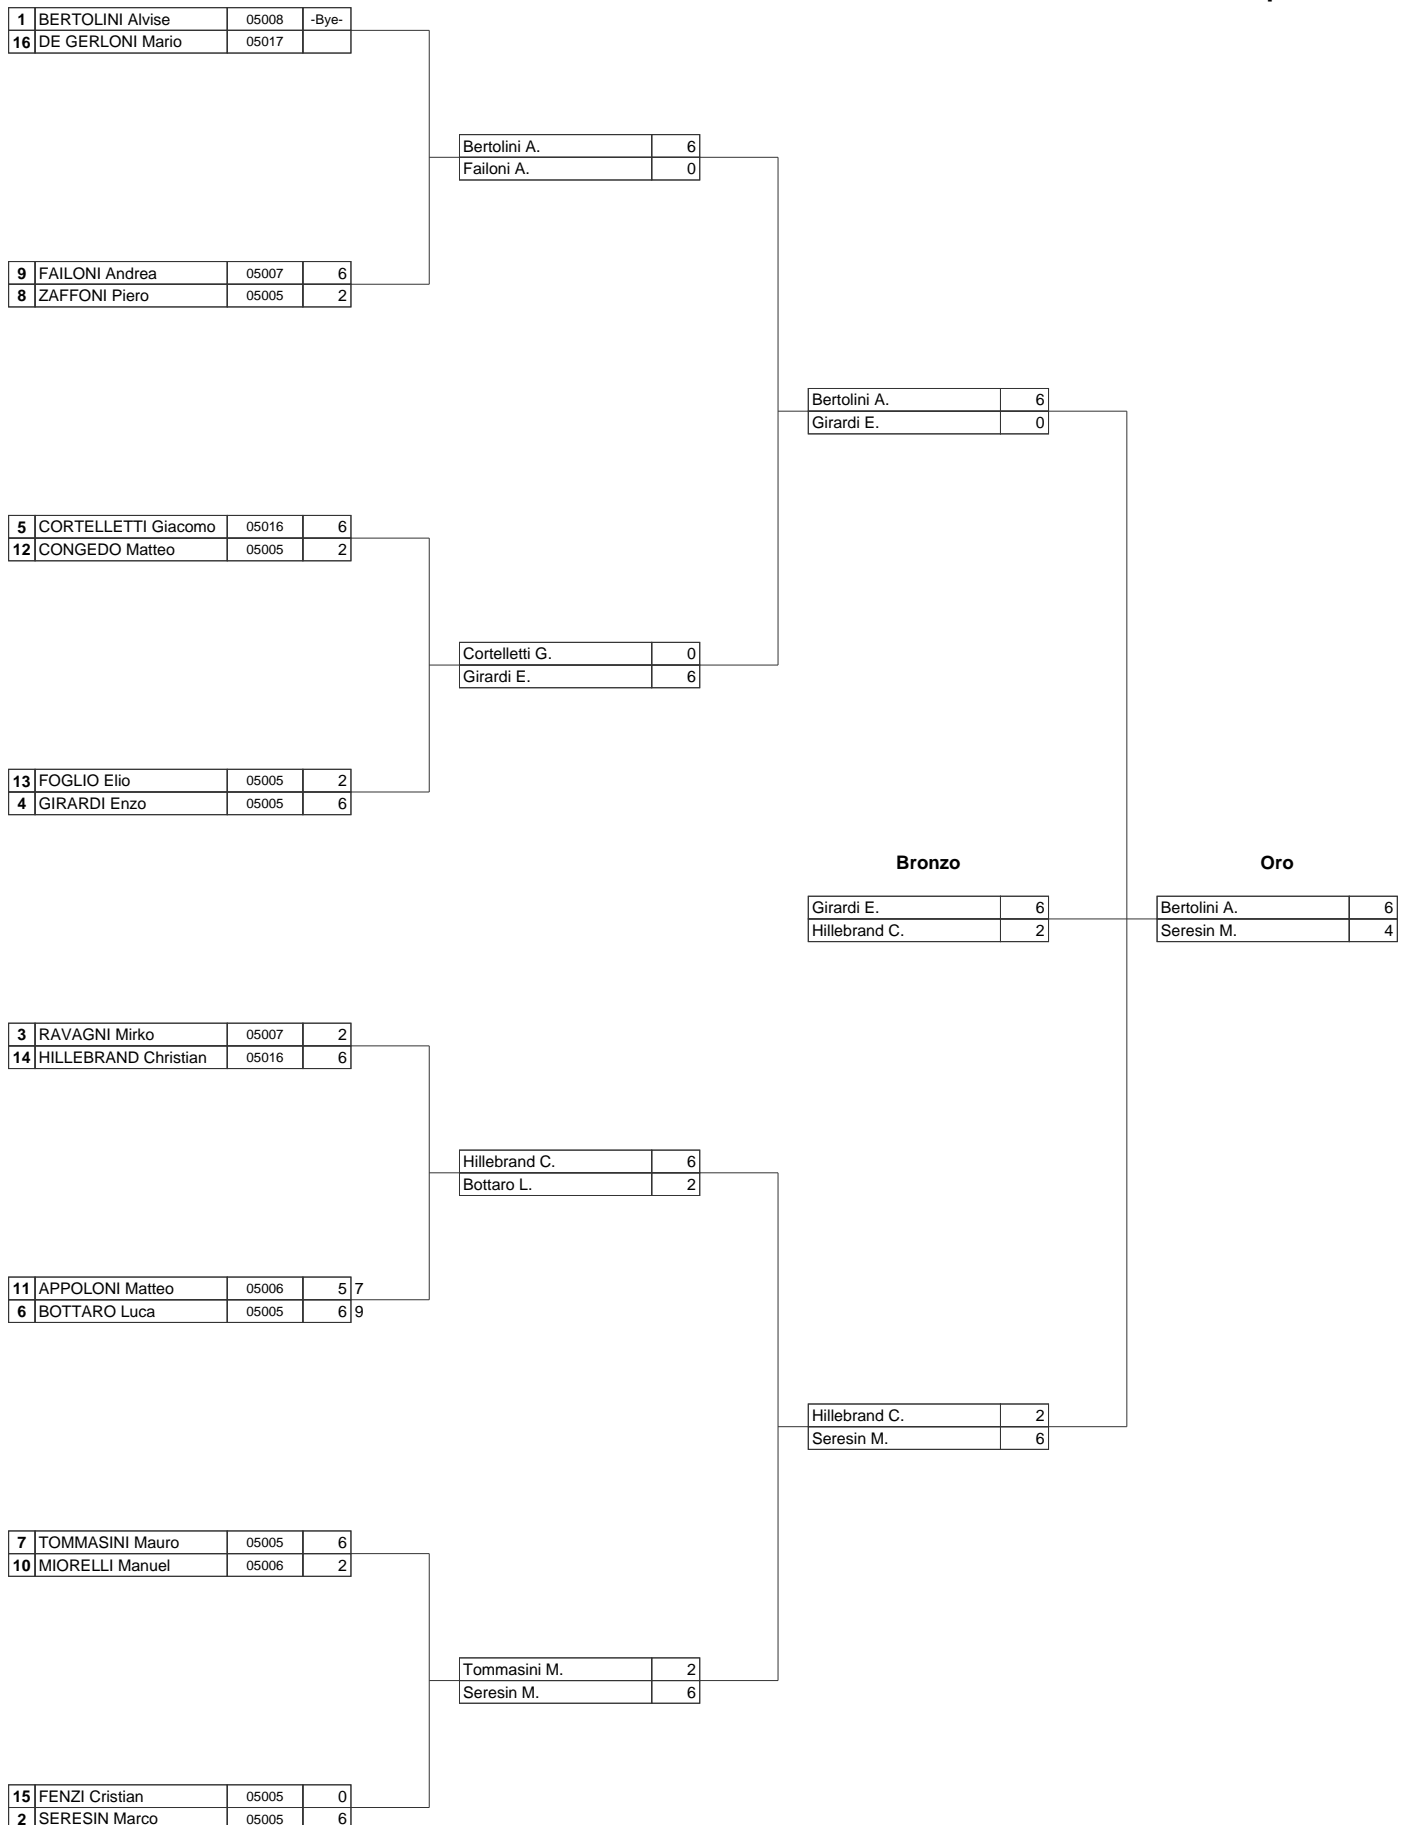 1 BERTOLINI Alvise 05008 -Bye-
16 DE GERLONI Mario 05017
Bertolini A. 6
Failoni A. 0
9 FAILONI Andrea 05007 6
8 ZAFFONI Piero 05005 2
Bertolini A. 6
Girardi E. 0
5 CORTELLETTI Giacomo 05016 6
12 CONGEDO Matteo 05005 2
Cortelletti G. 0
Girardi E. 6
13 FOGLIO Elio 05005 2
4 GIRARDI Enzo 05005 6
Bronzo Oro
Girardi E. 6 Bertolini A. 6
Hillebrand C. 2 Seresin M. 4
3 RAVAGNI Mirko 05007 2
14 HILLEBRAND Christian 05016 6
Hillebrand C. 6
Bottaro L. 2
11 APPOLONI Matteo 05006 5 7
6 BOTTARO Luca 05005 6 9
Hillebrand C. 2
Seresin M. 6
7 TOMMASINI Mauro 05005 6
10 MIORELLI Manuel 05006 2
Tommasini M. 2
Seresin M. 6
15 FENZI Cristian 05005 0
2 SERESIN Marco 05005 6